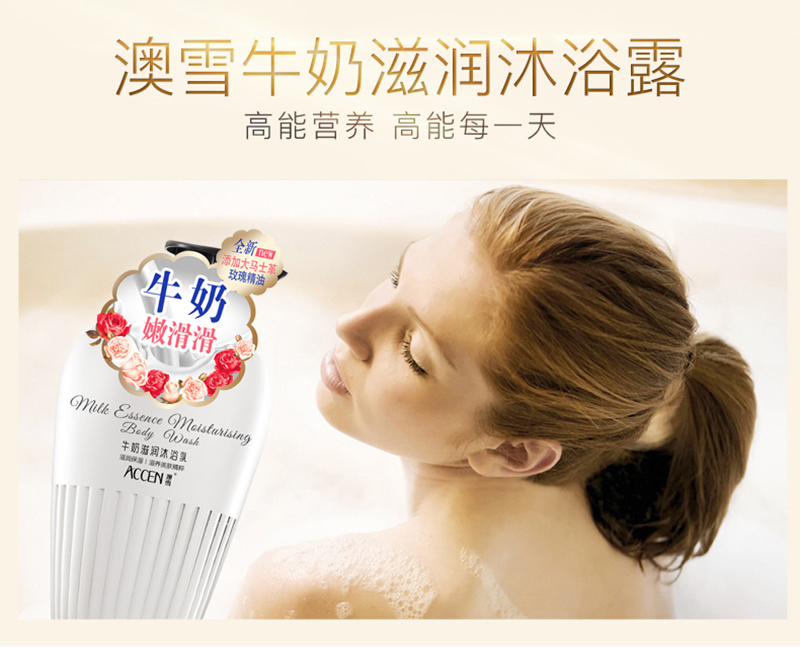 澳雪牛奶滋润沐浴露
高能营养 高能每一天
全新 NEW
添加大马士革
玫瑰精油
牛奶
嫩滑滑
Milk Essence Moisturising
Body Wash
牛奶滋润沐浴乳
滋润保湿 | 滋养美肤精粹
ACCEN 澳雪